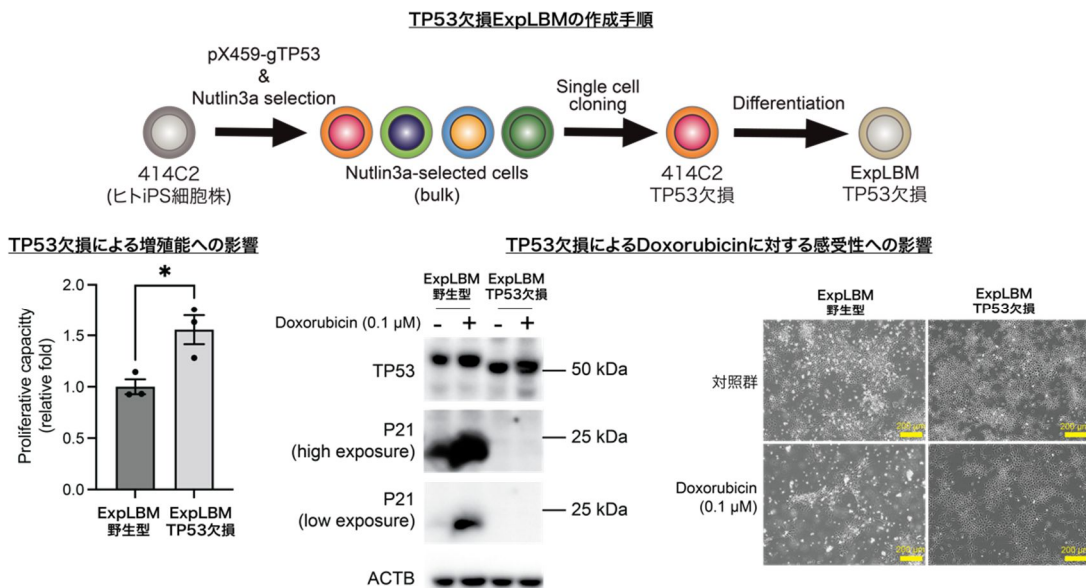 TP53欠損ExpLBMの作成手順
pX459-gTP53
&
Nutlin3a selection
Single cell
cloning
Differentiation
414C2
(ヒトiPS細胞株)
Nutlin3a-selected cells
(bulk)
414C2
TP53欠損
ExpLBM
TP53欠損
TP53欠損による増殖能への影響
*
Proliferative capacitty
(relative fold)
2.0
1.5
1.0
0.5
0.0
ExpLBM
野生型
ExpLBM
TP53欠損
TP53欠損によるDoxorubicinに対する感受性への影響
ExpLBM
野生型
ExpLBM
TP53欠損
Doxorubicin (0.1 μM)
- + - +
TP53
50 kDa
P21
(high exposure)
25 kDa
P21
(low exposure)
25 kDa
ACTB
ExpLBM
野生型
ExpLBM
TP53欠損
対照群
200 μm
200 μm
Doxorubicin
(0.1 μM)
200 μm
200 μm